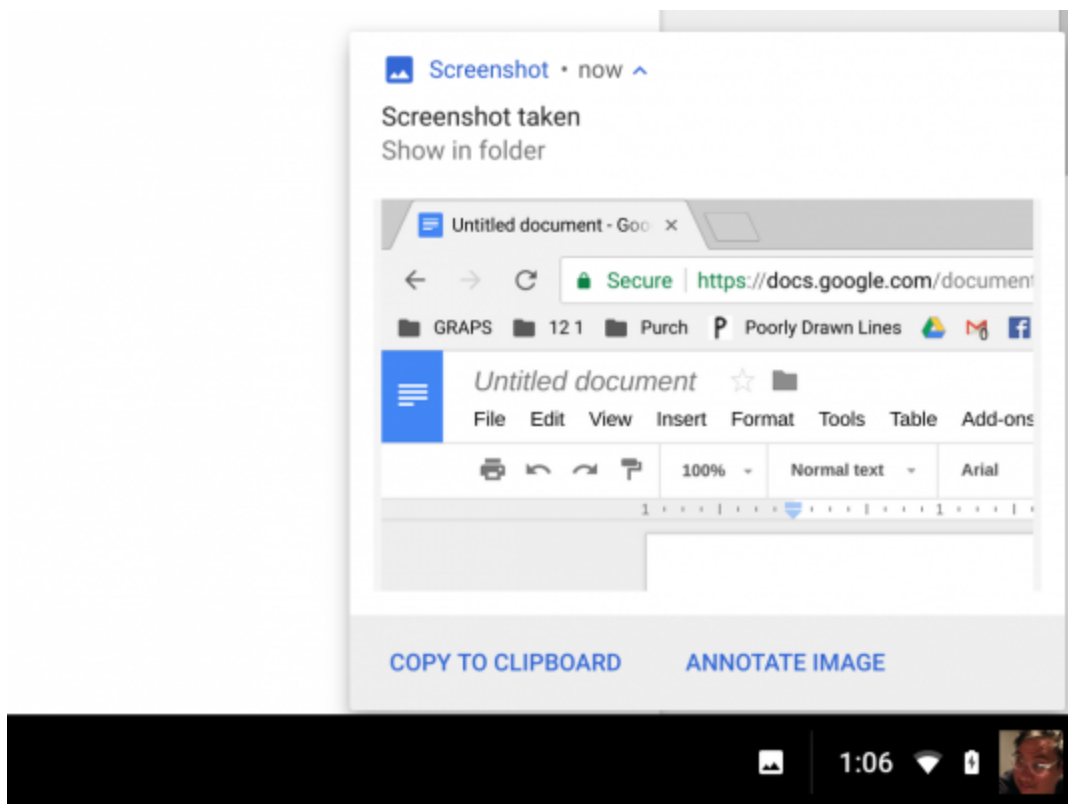 Screenshot • now
Screenshot taken
Show in folder
Untitled document - Goo
Secure https://docs.google.com/document
GRAPS 12 1 Purch P Poorly Drawn Lines
Untitled document
File Edit View Insert Format Tools Table Add-ons
100% Normal text Arial
1 1
COPY TO CLIPBOARD ANNOTATE IMAGE
1:06